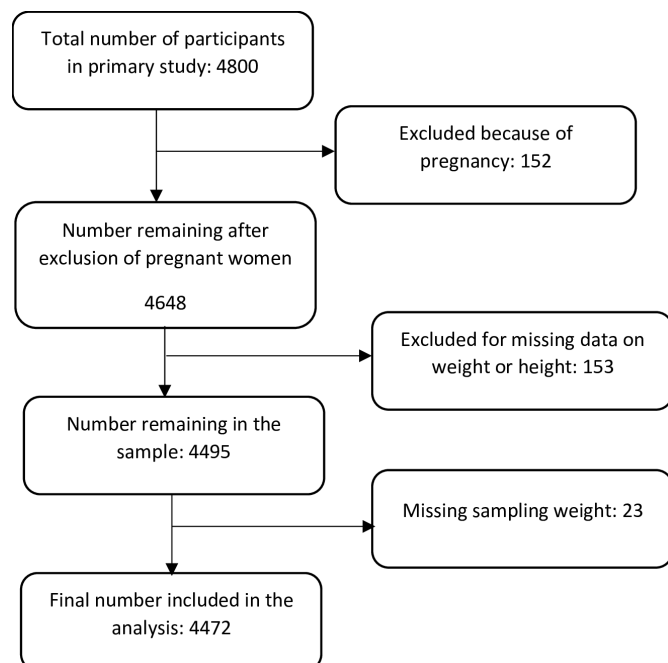 Total number of participants
in primary study: 4800
Excluded because of
pregnancy: 152
Number remaining after
exclusion of pregnant women
4648
Excluded for missing data on
weight or height: 153
Number remaining in the
sample: 4495
Missing sampling weight: 23
Final number included in the
analysis: 4472